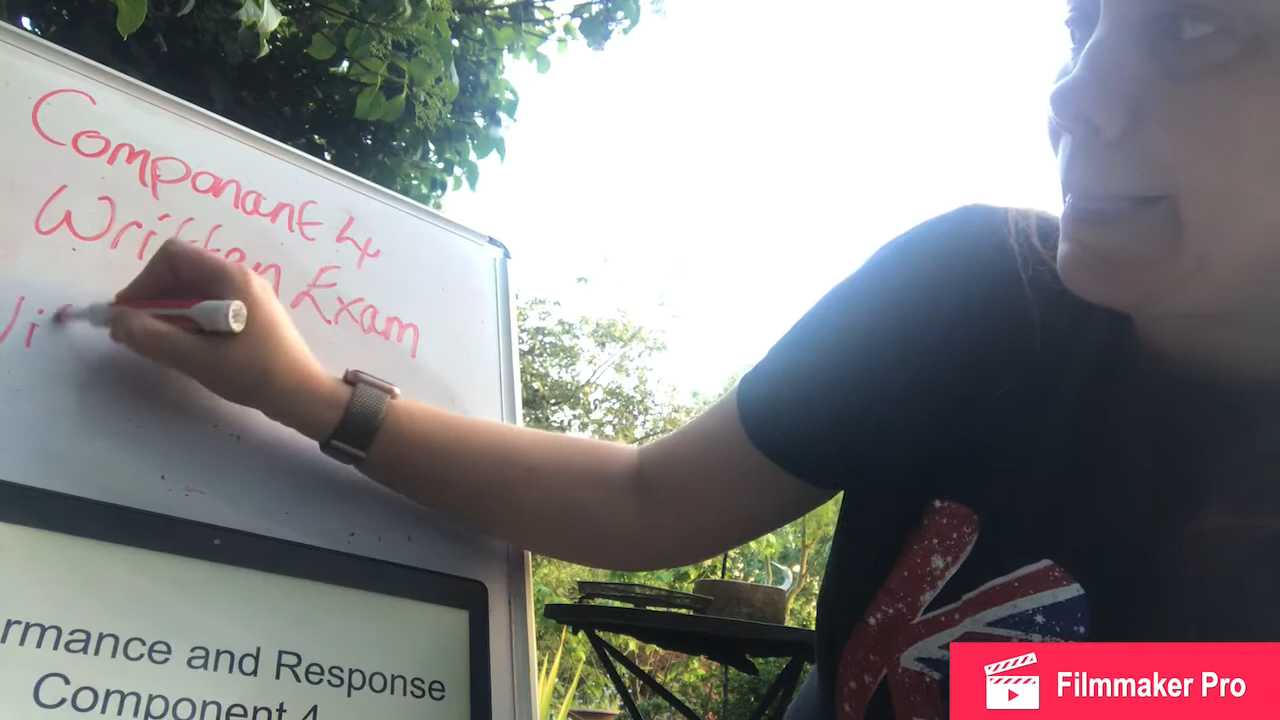 Componant 4
Written Exam
rmance and Response
Component 4
Filmmaker Pro